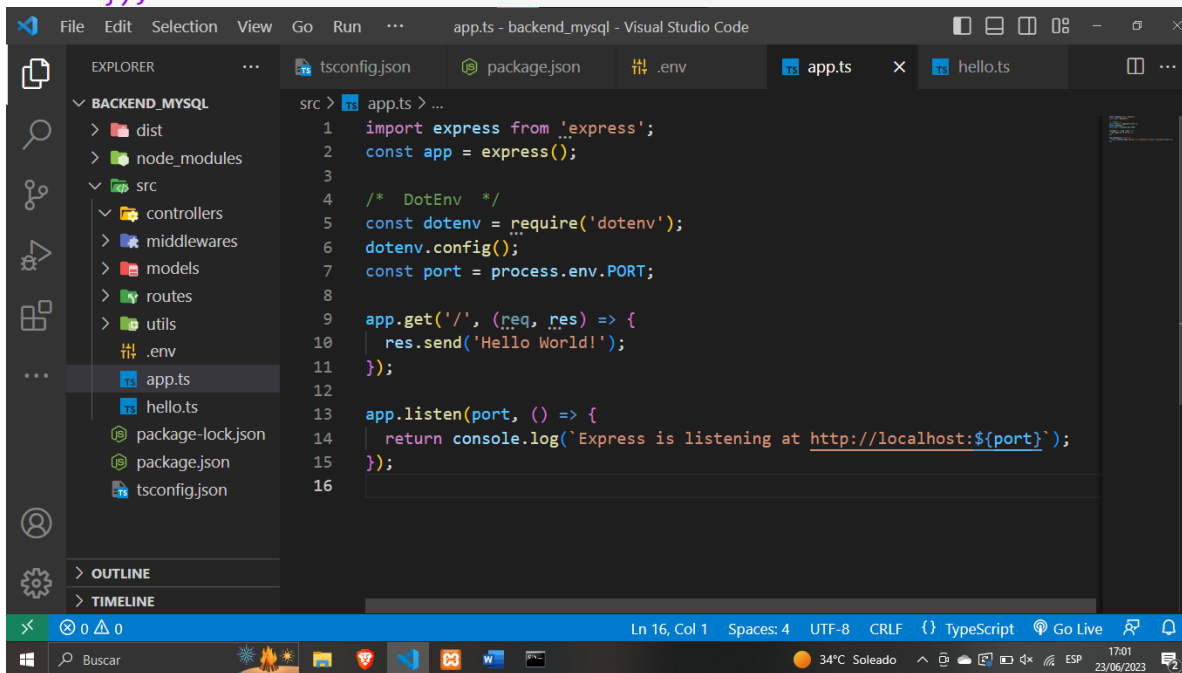 File Edit Selection View Go Run ··· app.ts - backend_mysql - Visual Studio Code
EXPLORER ···
tsconfig.json package.json .env app.ts hello.ts ···
BACKEND_MYSQL
dist
node_modules
src
controllers
middlewares
models
routes
utils
.env
app.ts
hello.ts
package-lock.json
package.json
tsconfig.json
OUTLINE
TIMELINE
src > TS app.ts > ...
1 import express from 'express';
2 const app = express();
3
4 /*  DotEnv  */
5 const dotenv = require('dotenv');
6 dotenv.config();
7 const port = process.env.PORT;
8
9 app.get('/', (req, res) => {
10   res.send('Hello World!');
11 });
12
13 app.listen(port, () => {
14   return console.log(`Express is listening at http://localhost:${port}`);
15 });
16
0 0 Ln 16, Col 1 Spaces: 4 UTF-8 CRLF {} TypeScript Go Live
Buscar 34°C Soleado ESP 17:01
23/06/2023 2